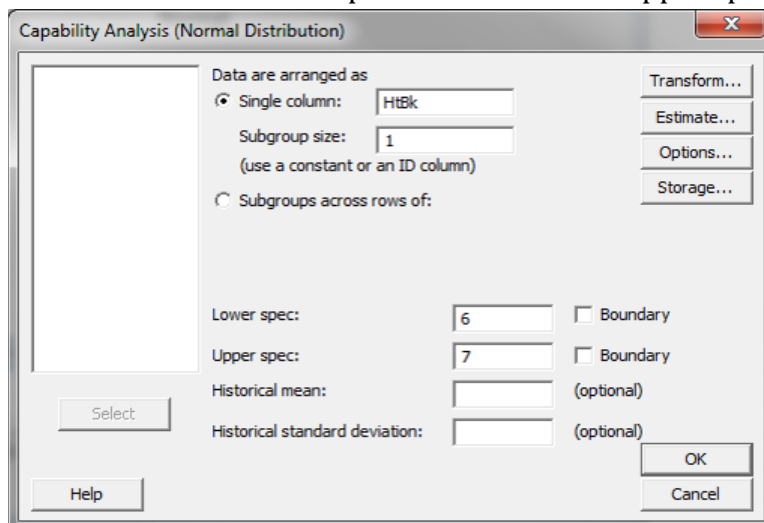 Capability Analysis (Normal Distribution)
Data are arranged as
Single column: HtBk
Subgroup size: 1
(use a constant or an ID column)
Subgroups across rows of:
Transform...
Estimate...
Options...
Storage...
Lower spec: 6 Boundary
Upper spec: 7 Boundary
Historical mean: (optional)
Historical standard deviation: (optional)
Select
OK
Help
Cancel